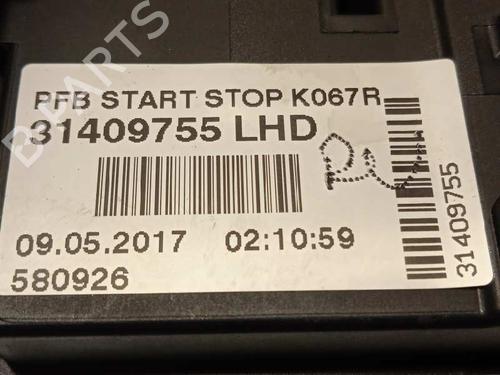 PFB START STOP K067R
31409755 LHD
09.05.2017 02:10:59
580926
31409755
BPARTS